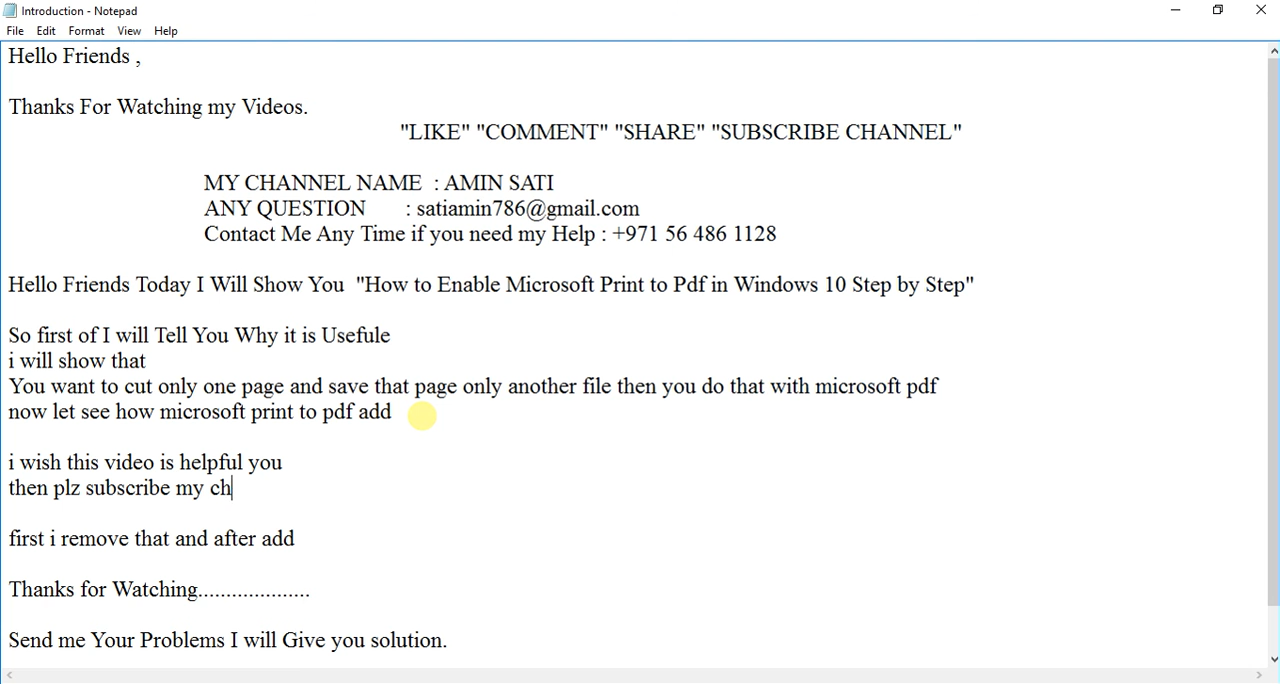 Introduction - Notepad
File Edit Format View Help
Hello Friends ,
Thanks For Watching my Videos.
"LIKE" "COMMENT" "SHARE" "SUBSCRIBE CHANNEL"
MY CHANNEL NAME : AMIN SATI
ANY QUESTION : satiamin786@gmail.com
Contact Me Any Time if you need my Help : +971 56 486 1128
Hello Friends Today I Will Show You "How to Enable Microsoft Print to Pdf in Windows 10 Step by Step"
So first of I will Tell You Why it is Usefule
i will show that
You want to cut only one page and save that page only another file then you do that with microsoft pdf
now let see how microsoft print to pdf add
i wish this video is helpful you
then plz subscribe my ch
first i remove that and after add
Thanks for Watching....................
Send me Your Problems I will Give you solution.